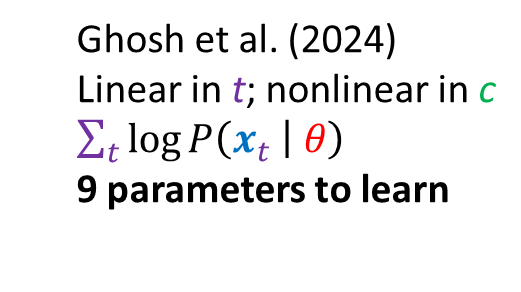 Ghosh et al. (2024)
Linear in t; nonlinear in c
∑ₜ log P(xₜ | θ)
9 parameters to learn